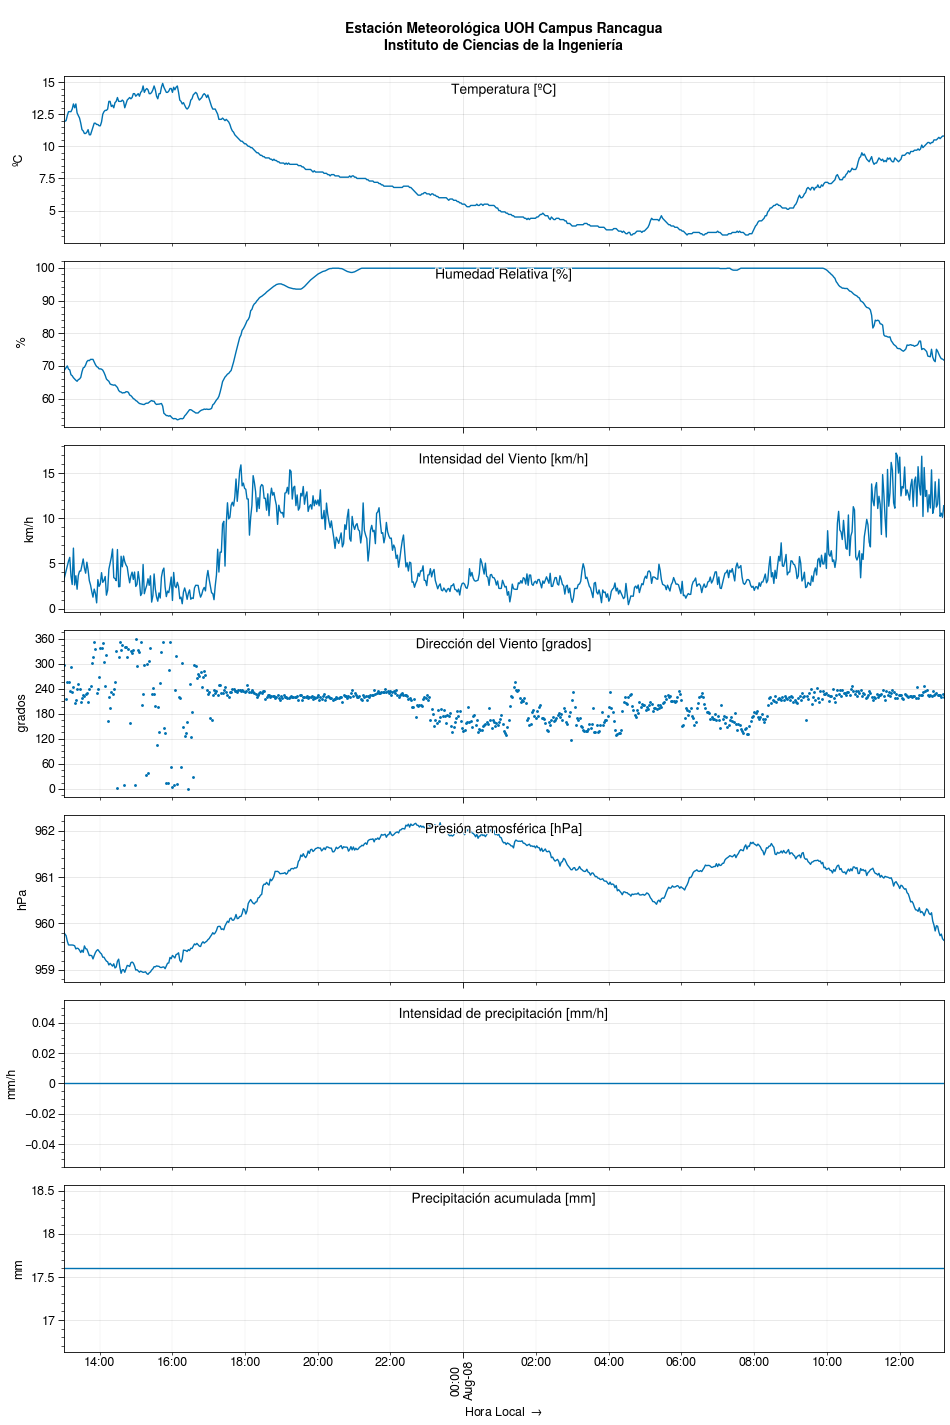 Estación Meteorológica UOH Campus Rancagua
Instituto de Ciencias de la Ingeniería
Temperatura [ºC]
15
12.5
10
7.5
5
ºC
Humedad Relativa [%]
100
90
80
70
60
%
Intensidad del Viento [km/h]
15
10
5
0
km/h
Dirección del Viento [grados]
360
300
240
180
120
60
0
grados
Presión atmosférica [hPa]
962
961
960
959
hPa
Intensidad de precipitación [mm/h]
0.04
0.02
0
−0.02
−0.04
mm/h
Precipitación acumulada [mm]
18.5
18
17.5
17
mm
14:00 16:00 18:00 20:00 22:00 00:00 02:00 04:00 06:00 08:00 10:00 12:00
Aug-08
Hora Local →